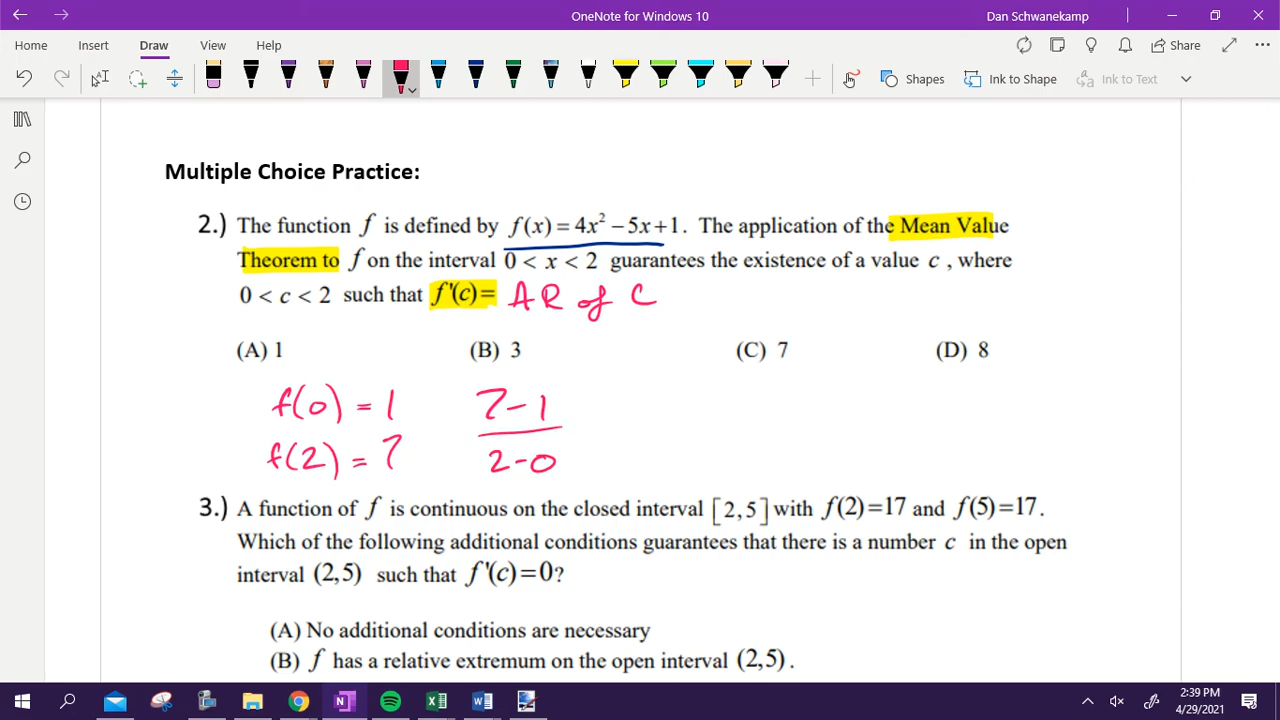 OneNote for Windows 10
Dan Schwanekamp
Home Insert Draw View Help
Share
Shapes Ink to Shape Ink to Text
Multiple Choice Practice:
2.) The function f is defined by f(x) = 4x² − 5x + 1. The application of the Mean Value
Theorem to f on the interval 0 < x < 2 guarantees the existence of a value c , where
0 < c < 2 such that f'(c)= AR of C
(A) 1 (B) 3 (C) 7 (D) 8
f(0) = 1 7-1
f(2) = 7 2-0
3.) A function of f is continuous on the closed interval [2,5] with f(2)=17 and f(5)=17.
Which of the following additional conditions guarantees that there is a number c in the open
interval (2,5) such that f'(c)=0?
(A) No additional conditions are necessary
(B) f has a relative extremum on the open interval (2,5).
2:39 PM
4/29/2021